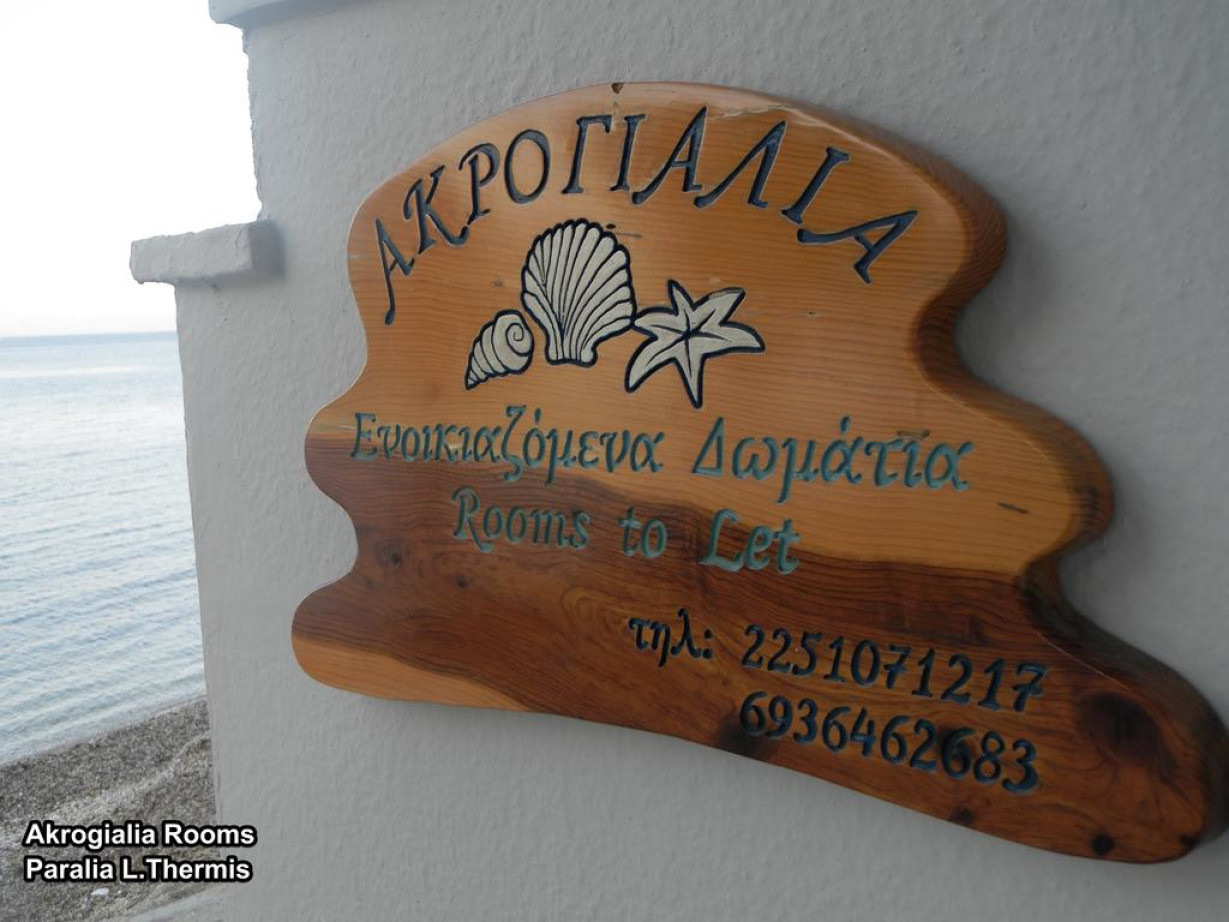 ΑΚΡΟΓΙΑΛΙΑ
Ενοικιαζόμενα Δωμάτια
Rooms to Let
τηλ: 2251071217
6936462683
Akrogialia Rooms
Paralia L.Thermis